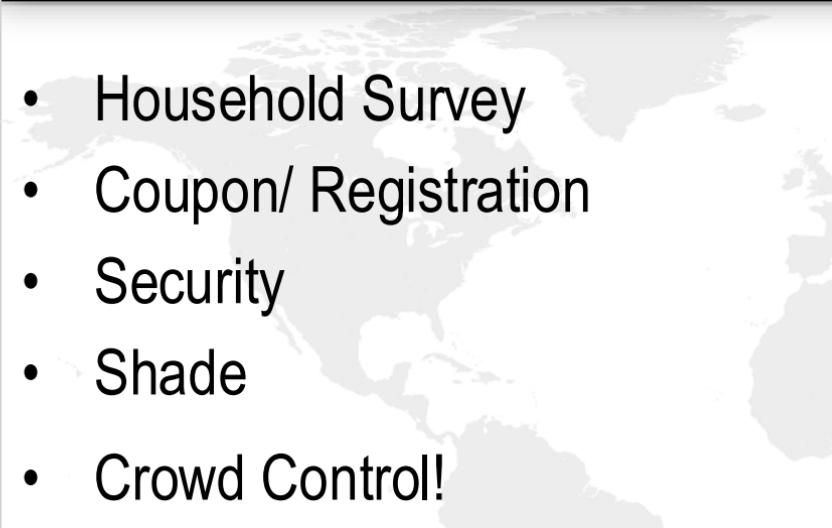 • Household Survey
• Coupon/ Registration
• Security
• Shade
• Crowd Control!